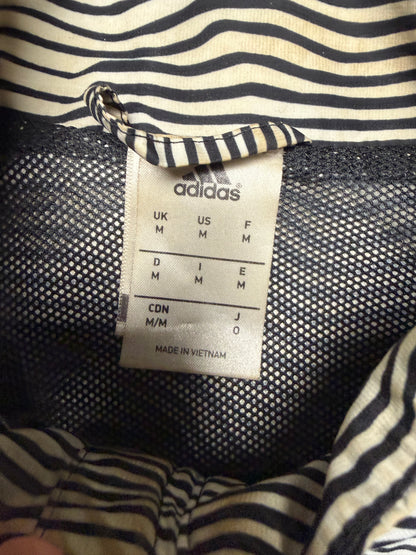 adidas®
UK US F
M M M
D I E
M M M
CDN J
M/M O
MADE IN VIETNAM